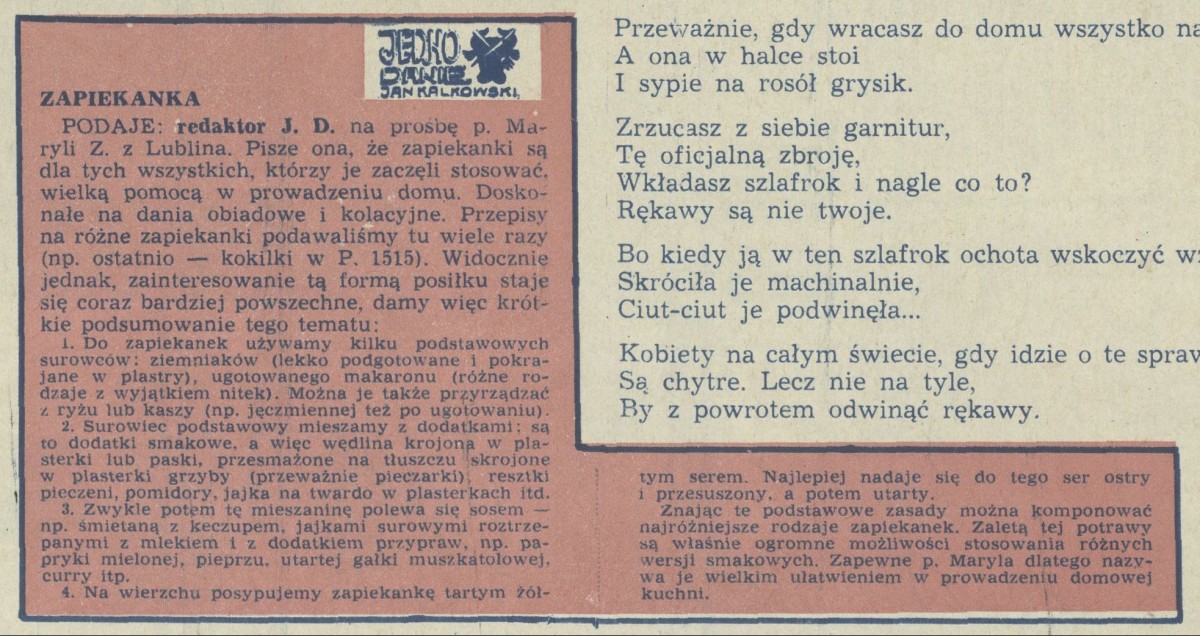 JEDNO
DANIE
JAN KALKOWSKI
ZAPIEKANKA
PODAJE: redaktor J. D. na prośbę p. Ma-
ryli Z. z Lublina. Pisze ona, że zapiekanki są
dla tych wszystkich, którzy je zaczęli stosować,
wielką pomocą w prowadzeniu domu. Dosko-
nałe na dania obiadowe i kolacyjne. Przepisy
na różne zapiekanki podawaliśmy tu wiele razy
(np. ostatnio — kokilki w P. 1515). Widocznie
jednak, zainteresowanie tą formą posiłku staje
się coraz bardziej powszechne, damy więc krót-
kie podsumowanie tego tematu:
1. Do zapiekanek używamy kilku podstawowych
surowców: ziemniaków (lekko podgotowane i pokra-
jane w plastry), ugotowanego makaronu (różne ro-
dzaje z wyjątkiem nitek). Można je także przyrządzać
z ryżu lub kaszy (np. jęczmiennej też po ugotowaniu).
2. Surowiec podstawowy mieszamy z dodatkami; są
to dodatki smakowe, a więc wędlina krojona w pla-
sterki lub paski, przesmażone na tłuszczu skrojone
w plasterki grzyby (przeważnie pieczarki), resztki
pieczeni, pomidory, jajka na twardo w plasterkach itd.
3. Zwykle potem tę mieszaninę polewa się sosem —
np. śmietaną z keczupem, jajkami surowymi roztrze-
panymi z mlekiem i z dodatkiem przypraw, np. pa-
pryki mielonej, pieprzu, utartej gałki muszkatołowej,
curry itp.
4. Na wierzchu posypujemy zapiekankę tartym żół-
tym serem. Najlepiej nadaje się do tego ser ostry
i przesuszony, a potem utarty.
Znając te podstawowe zasady można komponować
najróżniejsze rodzaje zapiekanek. Zaletą tej potrawy
są właśnie ogromne możliwości stosowania różnych
wersji smakowych. Zapewne p. Maryla dlatego nazy-
wa je wielkim ułatwieniem w prowadzeniu domowej
kuchni.
Przeważnie, gdy wracasz do domu wszystko na
A ona w halce stoi
I sypie na rosół grysik.
Zrzucasz z siebie garnitur,
Tę oficjalną zbroję,
Wkładasz szlafrok i nagle co to?
Rękawy są nie twoje.
Bo kiedy ją w ten szlafrok ochota wskoczyć
Skróciła je machinalnie,
Ciut-ciut je podwinęła...
Kobiety na całym świecie, gdy idzie o te spraw
Są chytre. Lecz nie na tyle,
By z powrotem odwinąć rękawy.